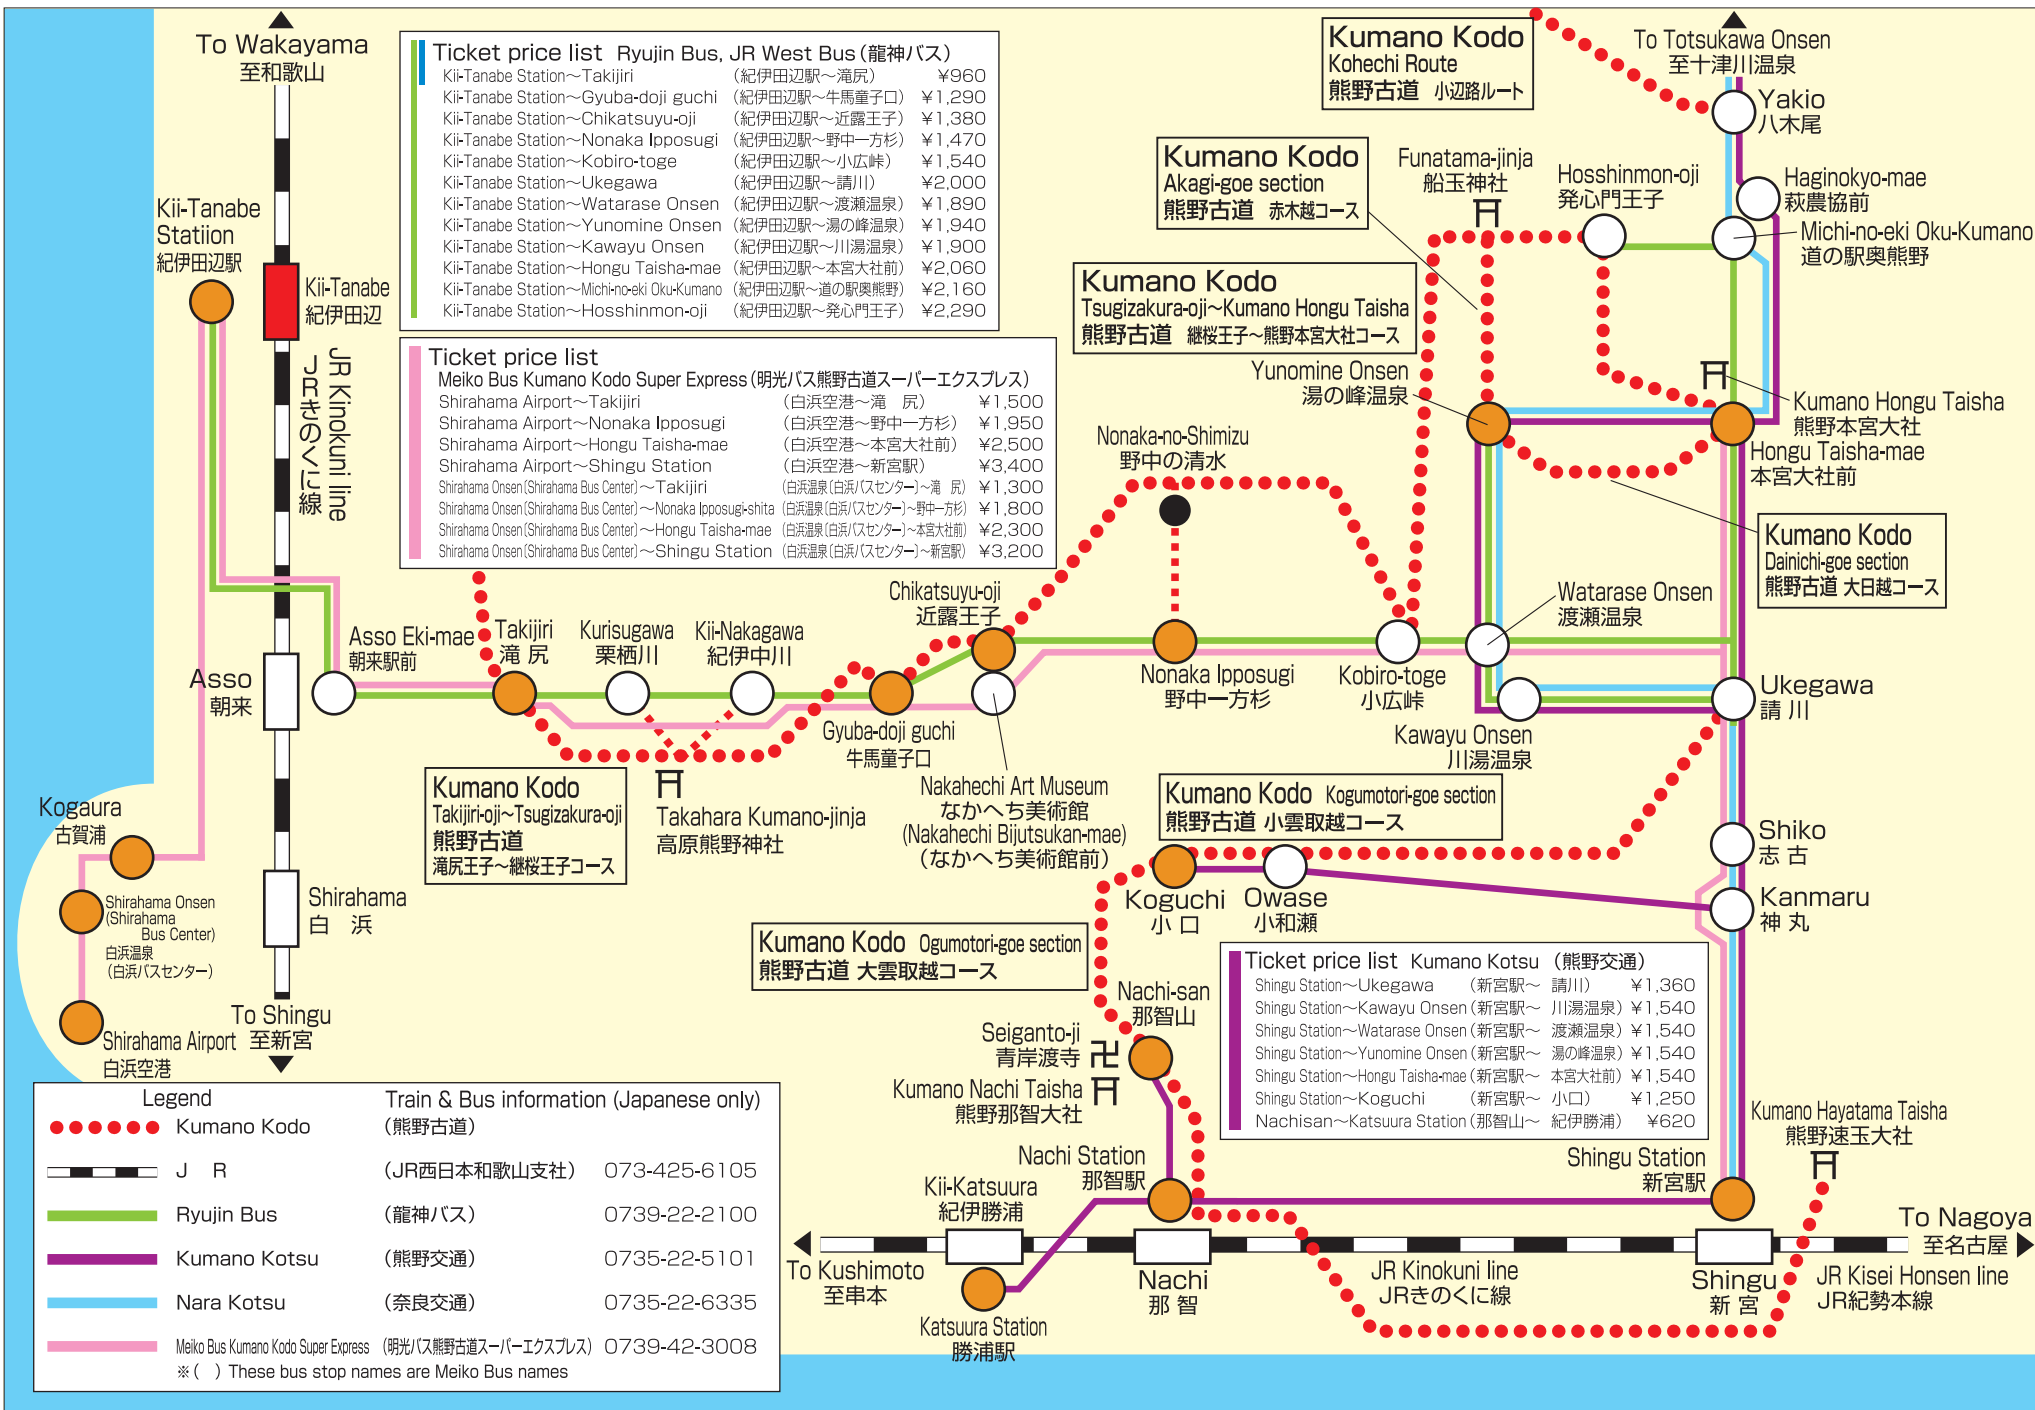 To Wakayama
至和歌山
Kii-Tanabe
Statiion
紀伊田辺駅
Kii-Tanabe
紀伊田辺
JR Kinokuni line
JRきのくに線
Ticket price list Ryujin Bus, JR West Bus (龍神バス)
Kii-Tanabe Station～Takijiri (紀伊田辺駅～滝尻) ¥960
Kii-Tanabe Station～Gyuba-doji guchi (紀伊田辺駅～牛馬童子口) ¥1,290
Kii-Tanabe Station～Chikatsuyu-oji (紀伊田辺駅～近露王子) ¥1,380
Kii-Tanabe Station～Nonaka Ipposugi (紀伊田辺駅～野中一方杉) ¥1,470
Kii-Tanabe Station～Kobiro-toge (紀伊田辺駅～小広峠) ¥1,540
Kii-Tanabe Station～Ukegawa (紀伊田辺駅～請川) ¥2,000
Kii-Tanabe Station～Watarase Onsen (紀伊田辺駅～渡瀬温泉) ¥1,890
Kii-Tanabe Station～Yunomine Onsen (紀伊田辺駅～湯の峰温泉) ¥1,940
Kii-Tanabe Station～Kawayu Onsen (紀伊田辺駅～川湯温泉) ¥1,900
Kii-Tanabe Station～Hongu Taisha-mae (紀伊田辺駅～本宮大社前) ¥2,060
Kii-Tanabe Station～Michi-no-eki Oku-Kumano (紀伊田辺駅～道の駅奥熊野) ¥2,160
Kii-Tanabe Station～Hosshinmon-oji (紀伊田辺駅～発心門王子) ¥2,290
Ticket price list
Meiko Bus Kumano Kodo Super Express (明光バス熊野古道スーパーエクスプレス)
Shirahama Airport～Takijiri (白浜空港～滝　尻) ¥1,500
Shirahama Airport～Nonaka Ipposugi (白浜空港～野中一方杉) ¥1,950
Shirahama Airport～Hongu Taisha-mae (白浜空港～本宮大社前) ¥2,500
Shirahama Airport～Shingu Station (白浜空港～新宮駅) ¥3,400
Shirahama Onsen[Shirahama Bus Center]～Takijiri (白浜温泉[白浜バスセンター]～滝　尻) ¥1,300
Shirahama Onsen[Shirahama Bus Center]～Nonaka Ipposugi-shita (白浜温泉[白浜バスセンター]～野中一方杉) ¥1,800
Shirahama Onsen[Shirahama Bus Center]～Hongu Taisha-mae (白浜温泉[白浜バスセンター]～本宮大社前) ¥2,300
Shirahama Onsen[Shirahama Bus Center]～Shingu Station (白浜温泉[白浜バスセンター]～新宮駅) ¥3,200
Kumano Kodo
Kohechi Route
熊野古道 小辺路ルート
To Totsukawa Onsen
至十津川温泉
Yakio
八木尾
Kumano Kodo
Akagi-goe section
熊野古道 赤木越コース
Funatama-jinja
船玉神社
Hosshinmon-oji
発心門王子
Haginokyo-mae
萩農協前
Michi-no-eki Oku-Kumano
道の駅奥熊野
Kumano Kodo
Tsugizakura-oji～Kumano Hongu Taisha
熊野古道 継桜王子～熊野本宮大社コース
Yunomine Onsen
湯の峰温泉
Kumano Hongu Taisha
熊野本宮大社
Hongu Taisha-mae
本宮大社前
Nonaka-no-Shimizu
野中の清水
Kumano Kodo
Dainichi-goe section
熊野古道 大日越コース
Chikatsuyu-oji
近露王子
Watarase Onsen
渡瀬温泉
Asso Eki-mae
朝来駅前
Takijiri
滝 尻
Kurisugawa
栗栖川
Kii-Nakagawa
紀伊中川
Asso
朝来
Nonaka Ipposugi
野中一方杉
Kobiro-toge
小広峠
Ukegawa
請 川
Gyuba-doji guchi
牛馬童子口
Kawayu Onsen
川湯温泉
Kumano Kodo
Takijiri-oji～Tsugizakura-oji
熊野古道
滝尻王子～継桜王子コース
Takahara Kumano-jinja
高原熊野神社
Nakahechi Art Museum
なかへち美術館
(Nakahechi Bijutsukan-mae)
(なかへち美術館前)
Kumano Kodo Kogumotori-goe section
熊野古道 小雲取越コース
Kogaura
古賀浦
Shiko
志 古
Shirahama
白 浜
Shirahama Onsen
(Shirahama
Bus Center)
白浜温泉
(白浜バスセンター)
Koguchi
小 口
Owase
小和瀬
Kanmaru
神 丸
Kumano Kodo Ogumotori-goe section
熊野古道 大雲取越コース
To Shingu
至新宮
Shirahama Airport
白浜空港
Nachi-san
那智山
Seiganto-ji
青岸渡寺
卍
Kumano Nachi Taisha
熊野那智大社
Ticket price list Kumano Kotsu (熊野交通)
Shingu Station～Ukegawa (新宮駅～ 請川) ¥1,360
Shingu Station～Kawayu Onsen (新宮駅～ 川湯温泉) ¥1,540
Shingu Station～Watarase Onsen (新宮駅～ 渡瀬温泉) ¥1,540
Shingu Station～Yunomine Onsen (新宮駅～ 湯の峰温泉) ¥1,540
Shingu Station～Hongu Taisha-mae (新宮駅～ 本宮大社前) ¥1,540
Shingu Station～Koguchi (新宮駅～ 小口) ¥1,250
Nachisan～Katsuura Station (那智山～ 紀伊勝浦) ¥620
Kumano Hayatama Taisha
熊野速玉大社
Nachi Station
那智駅
Shingu Station
新宮駅
Kii-Katsuura
紀伊勝浦
To Nagoya
至名古屋
To Kushimoto
至串本
Nachi
那 智
JR Kinokuni line
JRきのくに線
Shingu
新 宮
JR Kisei Honsen line
JR紀勢本線
Katsuura Station
勝浦駅
Legend Train & Bus information (Japanese only)
Kumano Kodo (熊野古道)
J R (JR西日本和歌山支社) 073-425-6105
Ryujin Bus (龍神バス) 0739-22-2100
Kumano Kotsu (熊野交通) 0735-22-5101
Nara Kotsu (奈良交通) 0735-22-6335
Meiko Bus Kumano Kodo Super Express (明光バス熊野古道スーパーエクスプレス) 0739-42-3008
※( ) These bus stop names are Meiko Bus names